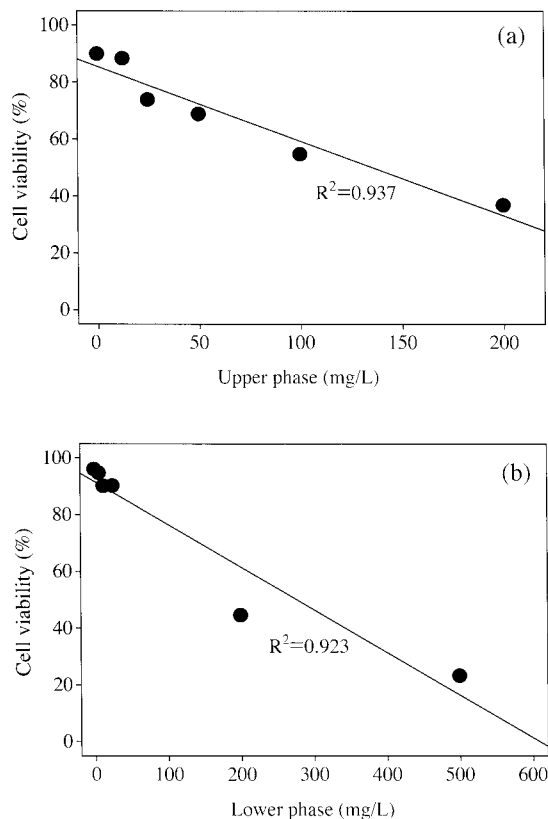 (a)
100
80
60
40
20
0
Cell viability (%)
R²=0.937
0 50 100 150 200
Upper phase (mg/L)
(b)
100
80
60
40
20
0
Cell viability (%)
R²=0.923
0 100 200 300 400 500 600
Lower phase (mg/L)